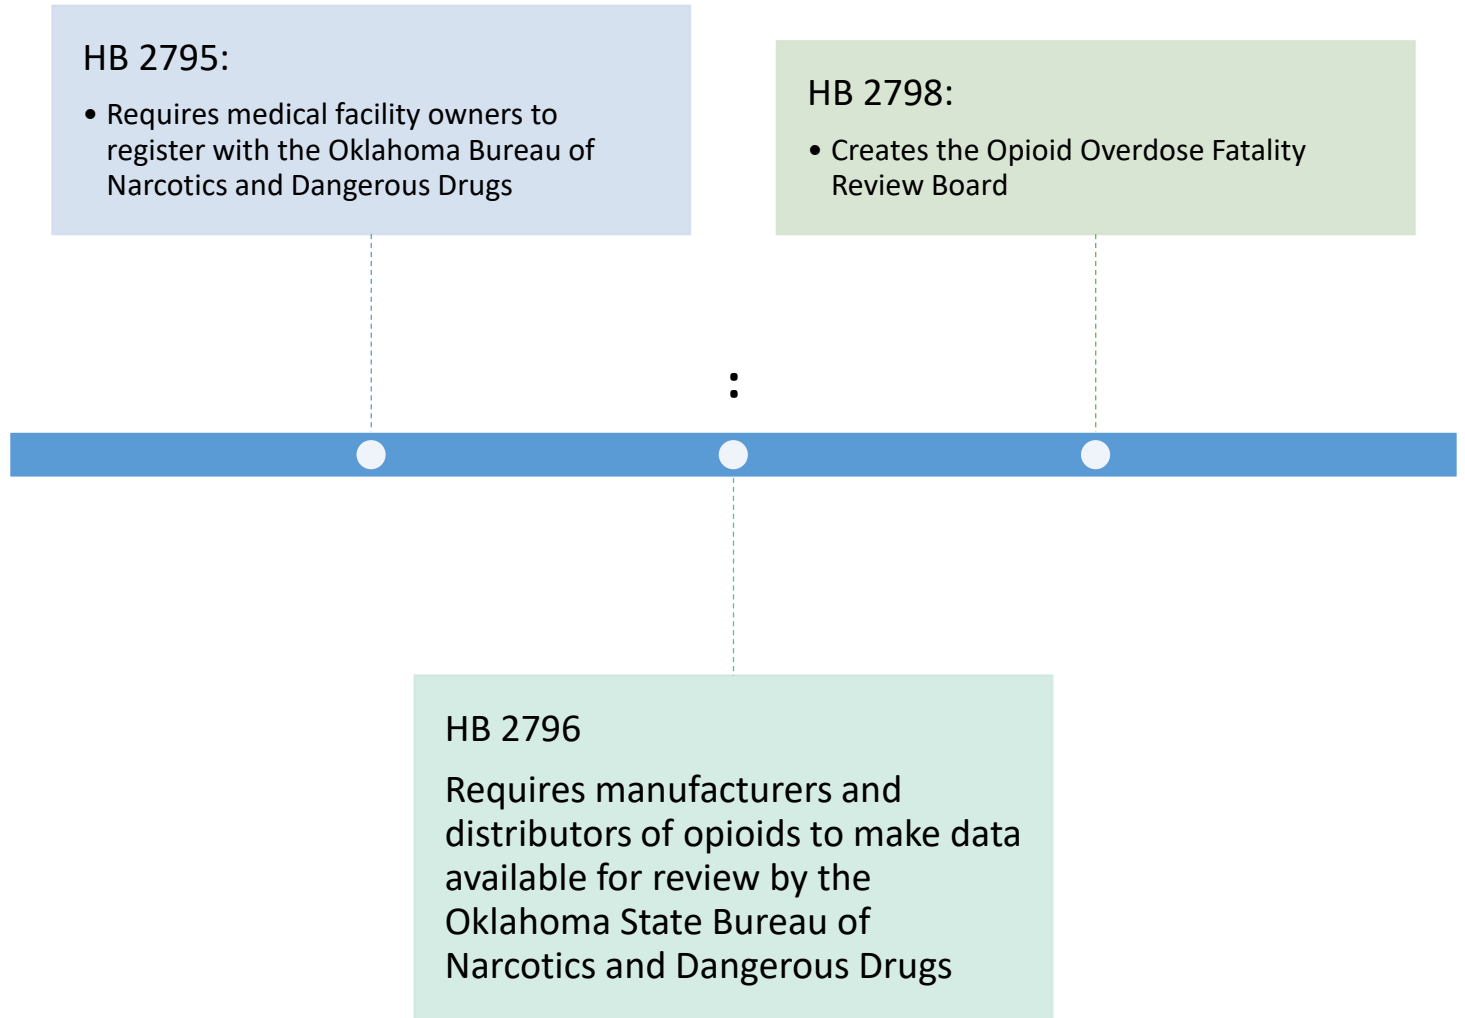 HB 2795:
• Requires medical facility owners to
register with the Oklahoma Bureau of
Narcotics and Dangerous Drugs
HB 2798:
• Creates the Opioid Overdose Fatality
Review Board
:
HB 2796
Requires manufacturers and
distributors of opioids to make data
available for review by the
Oklahoma State Bureau of
Narcotics and Dangerous Drugs